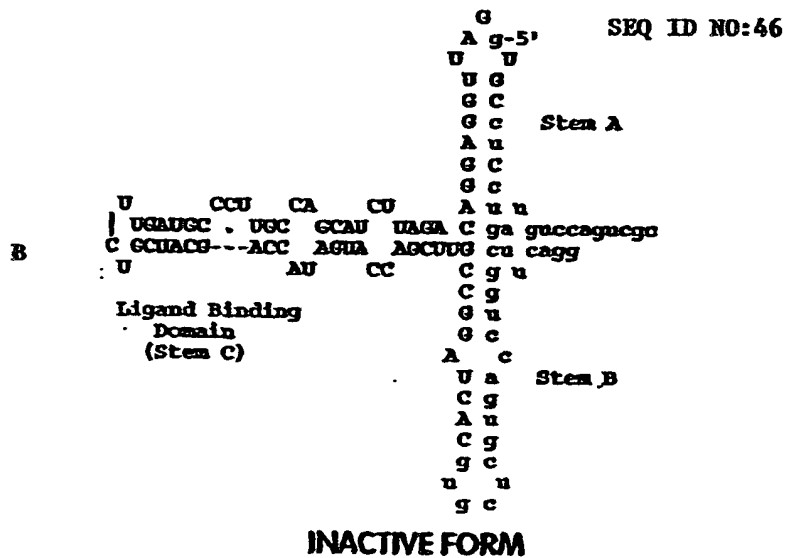 G
SEQ ID NO:46
A g-5'
U U
U G
G C
G c Stem A
A u
G C
G c
U CCU CA CU A u u
UGAUGC . UGC GCAU UAGA C ga guccagucgc
B C GCUACG---ACC AGUA AGCUUG cu cagg
U AU CC C g u
C g
Ligand Binding G u
Domain G c
(Stem C) A c
U a Stem B
C g
A u
C g
g c
u u
g c
INACTIVE FORM